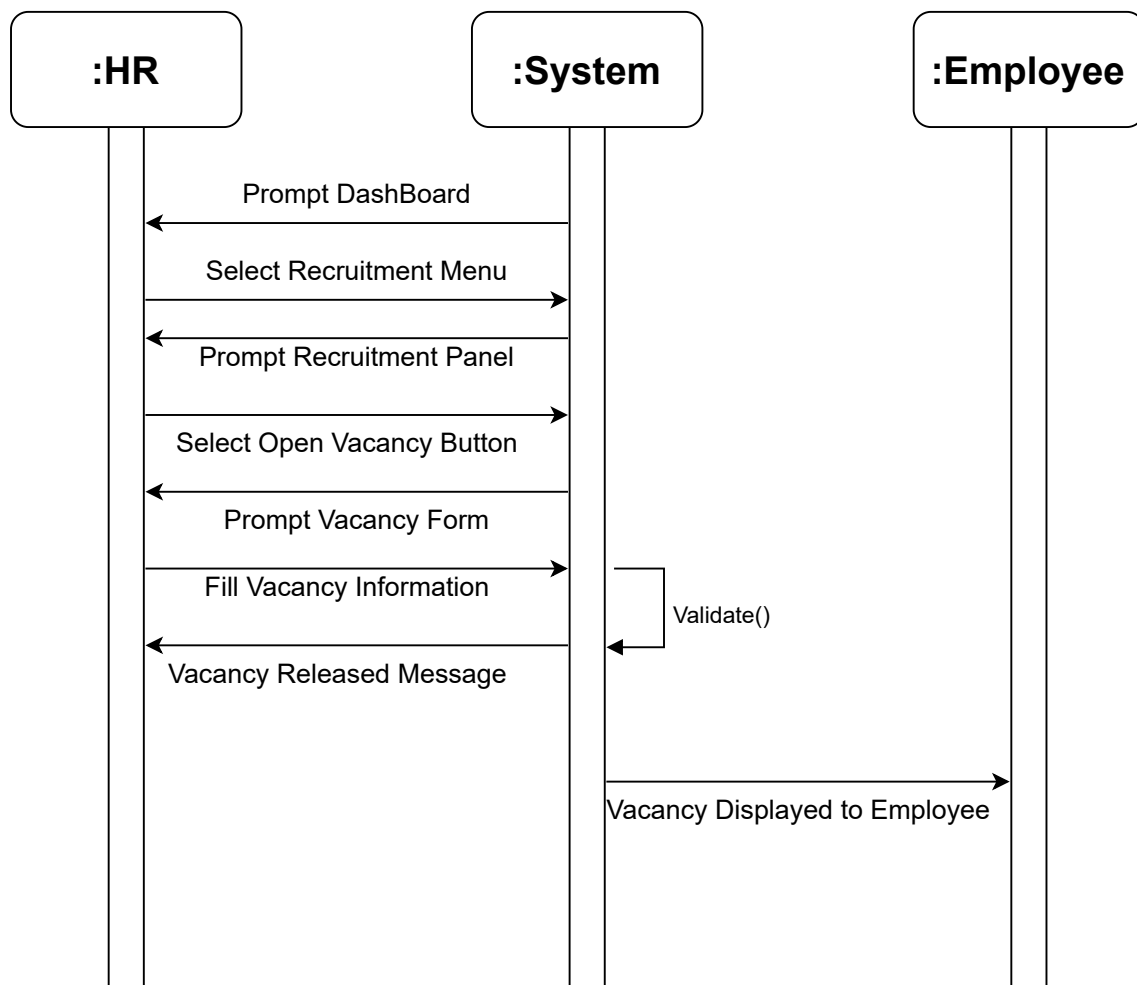 :HR
:System
:Employee
Prompt DashBoard
Select Recruitment Menu
Prompt Recruitment Panel
Select Open Vacancy Button
Prompt Vacancy Form
Fill Vacancy Information
Validate()
Vacancy Released Message
Vacancy Displayed to Employee